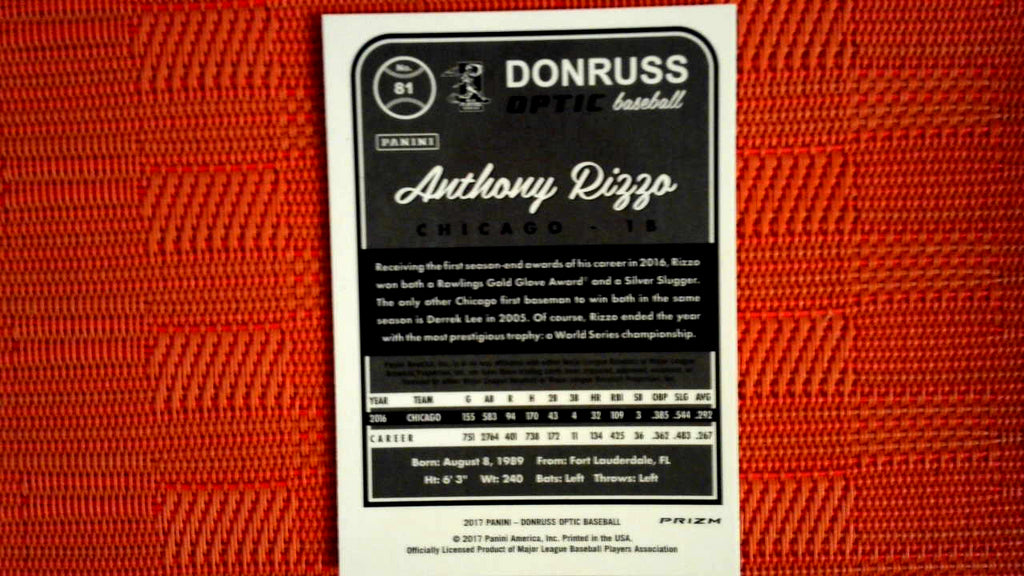 No.
81
DONRUSS
OPTIC baseball
PANINI
Anthony Rizzo
CHICAGO - 1B
Receiving the first season-end awards of his career in 2016, Rizzo
won both a Rawlings Gold Glove Award® and a Silver Slugger.
The only other Chicago first baseman to win both in the same
season is Derrek Lee in 2005. Of course, Rizzo ended the year
with the most prestigious trophy: a World Series championship.
YEAR TEAM G AB R H 2B 3B HR RBI SB OBP SLG AVG
2016 CHICAGO 155 583 94 170 43 4 32 109 3 .385 .544 .292
CAREER 751 2764 401 738 172 11 134 425 36 .362 .483 .267
Born: August 8, 1989 From: Fort Lauderdale, FL
Ht: 6' 3" Wt: 240 Bats: Left Throws: Left
2017 PANINI – DONRUSS OPTIC BASEBALL PRIZM
© 2017 Panini America, Inc. Printed in the USA.
Officially Licensed Product of Major League Baseball Players Association